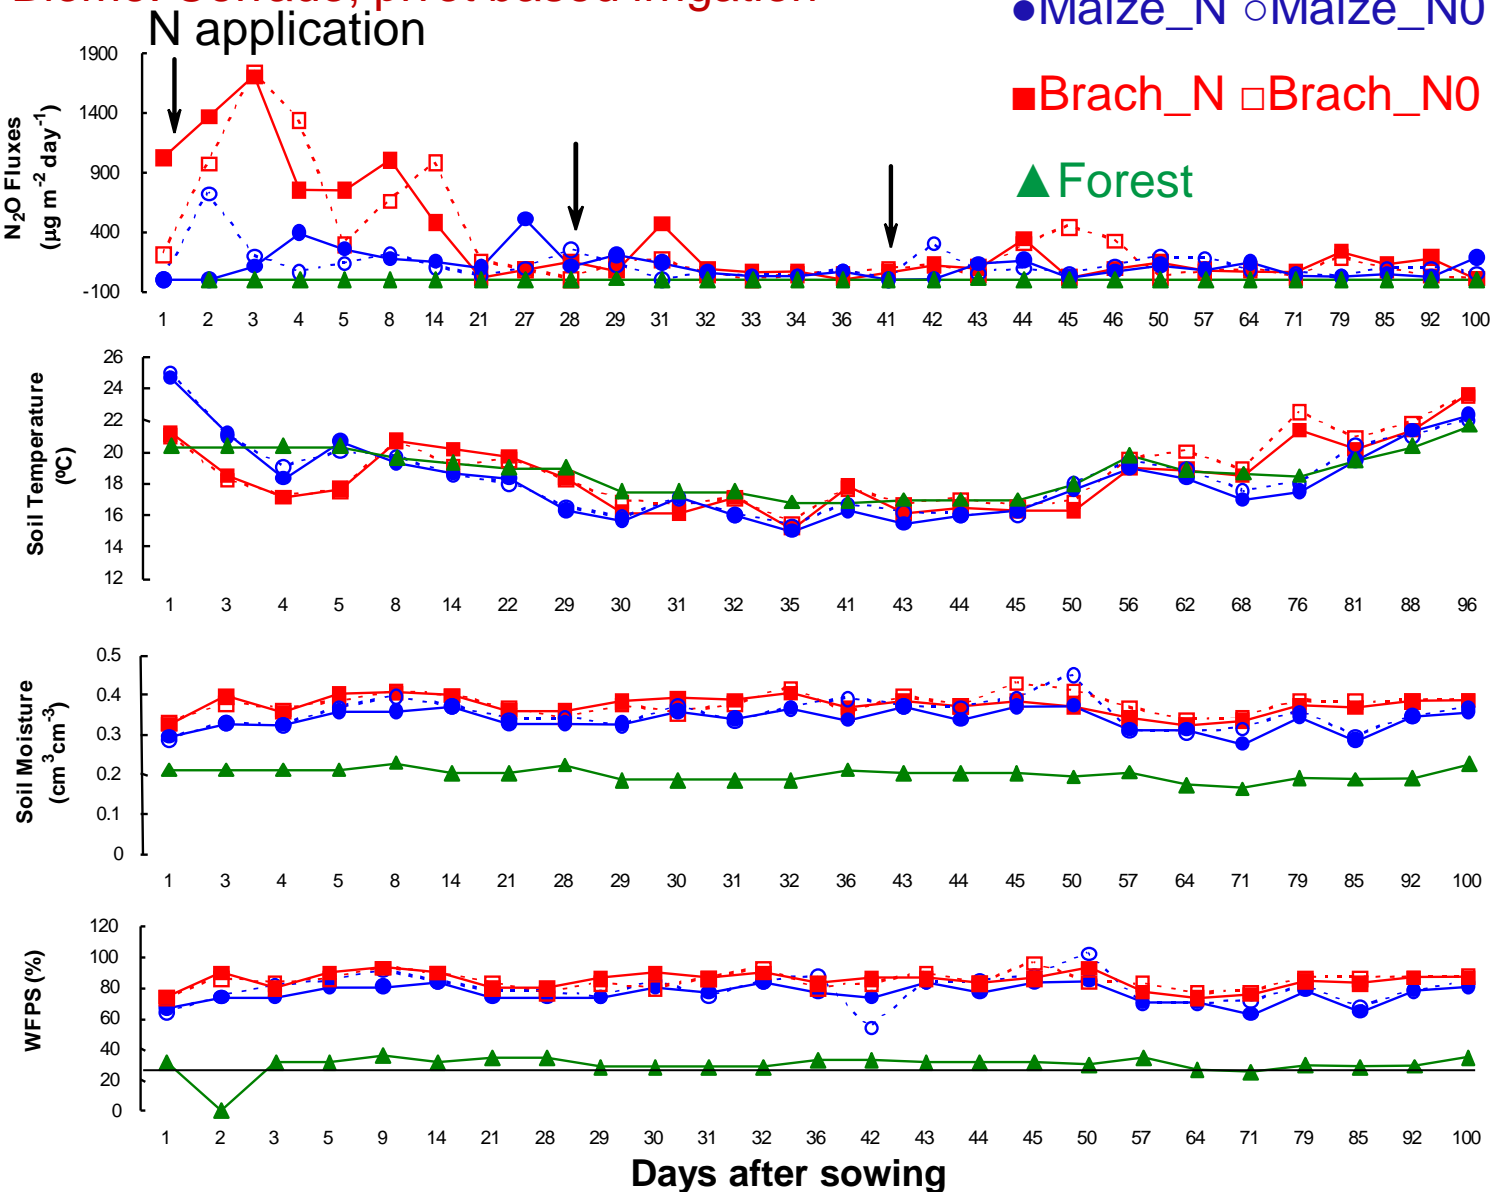 Biome: Cerrado, pivot based irrigation
N application
Maize_N Maize_N0
Brach_N Brach_N0
Forest
N2O Fluxes
(µg m-2 day-1)
1900
1400
900
400
-100
1 2 3 4 5 8 14 21 27 28 29 31 32 33 34 36 41 42 43 44 45 46 50 57 64 71 79 85 92 100
Soil Temperature
(ºC)
26
24
22
20
18
16
14
12
1 3 4 5 8 14 22 29 30 31 32 35 41 43 44 45 50 56 62 68 76 81 88 96
Soil Moisture
(cm3cm-3)
0.5
0.4
0.3
0.2
0.1
0
1 3 4 5 8 14 21 28 29 30 31 32 36 43 44 45 50 57 64 71 79 85 92 100
WFPS (%)
120
100
80
60
40
20
0
1 2 3 5 9 14 21 28 29 30 31 32 36 42 43 44 45 50 57 64 71 79 85 92 100
Days after sowing